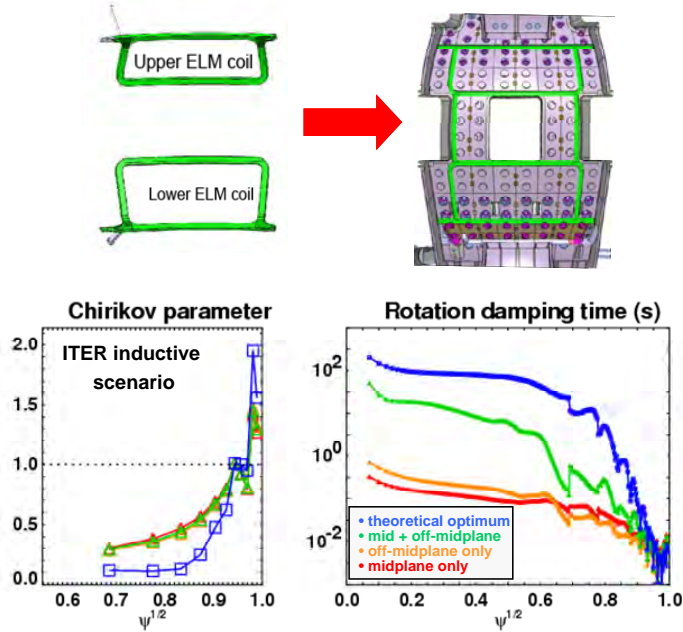 Upper ELM coil
Lower ELM coil
Chirikov parameter
2.0
1.5
1.0
0.5
0.0
ITER inductive
scenario
0.6 0.7 0.8 0.9 1.0
ψ1/2
Rotation damping time (s)
10²
10⁰
10⁻²
• theoretical optimum
• mid + off-midplane
• off-midplane only
• midplane only
0.0 0.2 0.4 0.6 0.8 1.0
ψ1/2